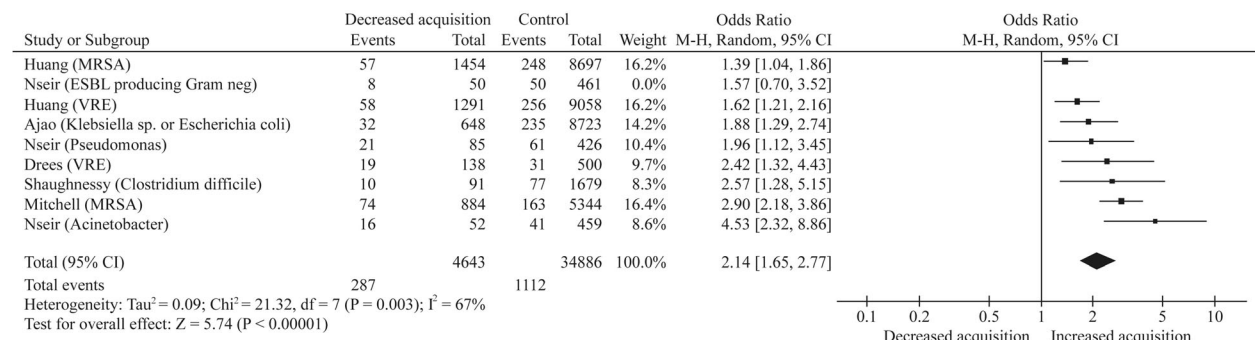 Decreased acquisition Control Odds Ratio Odds Ratio
Study or Subgroup Events Total Events Total Weight M-H, Random, 95% CI M-H, Random, 95% CI
Huang (MRSA) 57 1454 248 8697 16.2% 1.39 [1.04, 1.86]
Nseir (ESBL producing Gram neg) 8 50 50 461 0.0% 1.57 [0.70, 3.52]
Huang (VRE) 58 1291 256 9058 16.2% 1.62 [1.21, 2.16]
Ajao (Klebsiella sp. or Escherichia coli) 32 648 235 8723 14.2% 1.88 [1.29, 2.74]
Nseir (Pseudomonas) 21 85 61 426 10.4% 1.96 [1.12, 3.45]
Drees (VRE) 19 138 31 500 9.7% 2.42 [1.32, 4.43]
Shaughnessy (Clostridium difficile) 10 91 77 1679 8.3% 2.57 [1.28, 5.15]
Mitchell (MRSA) 74 884 163 5344 16.4% 2.90 [2.18, 3.86]
Nseir (Acinetobacter) 16 52 41 459 8.6% 4.53 [2.32, 8.86]
Total (95% CI) 4643 34886 100.0% 2.14 [1.65, 2.77]
Total events 287 1112
Heterogeneity: Tau² = 0.09; Chi² = 21.32, df = 7 (P = 0.003); I² = 67%
Test for overall effect: Z = 5.74 (P < 0.00001)
0.1 0.2 0.5 1 2 5 10
Decreased acquisition Increased acquisition